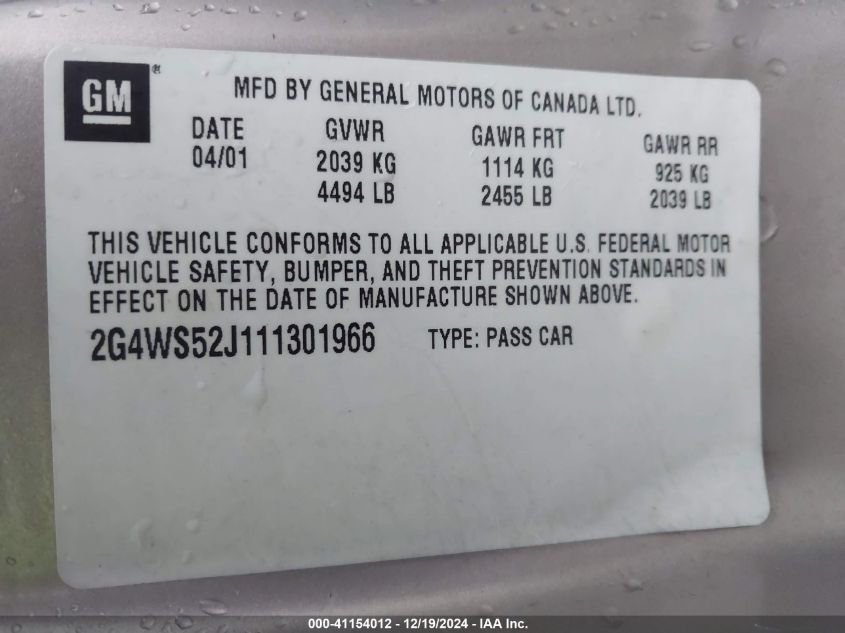 GM®
MFD BY GENERAL MOTORS OF CANADA LTD.
DATE GVWR GAWR FRT GAWR RR
04/01 2039 KG 1114 KG 925 KG
4494 LB 2455 LB 2039 LB
THIS VEHICLE CONFORMS TO ALL APPLICABLE U.S. FEDERAL MOTOR
VEHICLE SAFETY, BUMPER, AND THEFT PREVENTION STANDARDS IN
EFFECT ON THE DATE OF MANUFACTURE SHOWN ABOVE.
2G4WS52J111301966 TYPE: PASS CAR
000-41154012 - 12/19/2024 - IAA Inc.